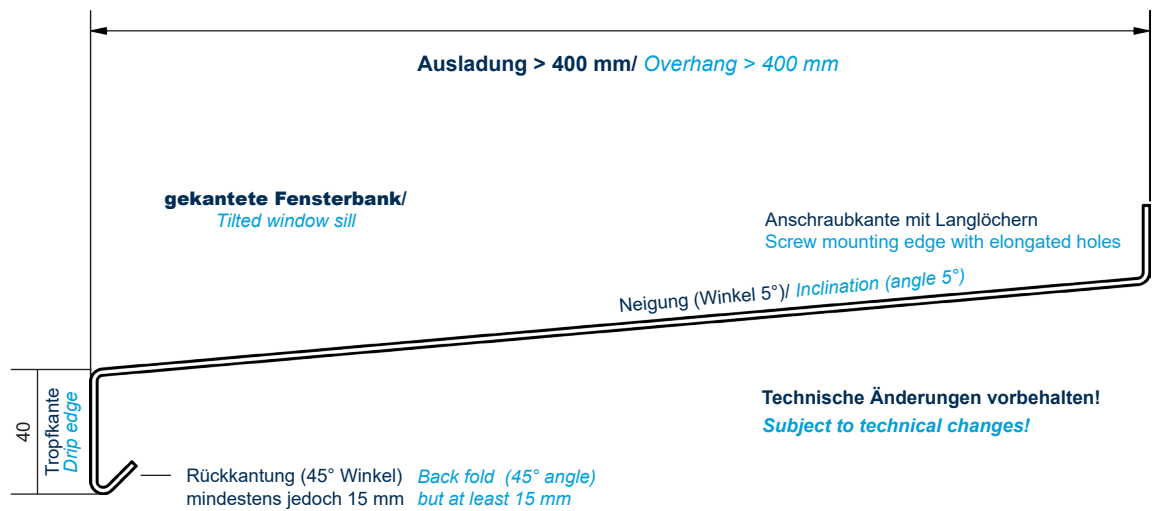 Ausladung > 400 mm/ Overhang > 400 mm
gekantete Fensterbank/
Tilted window sill
Anschraubkante mit Langlöchern
Screw mounting edge with elongated holes
Neigung (Winkel 5°)/ Inclination (angle 5°)
40
Tropfkante
Drip edge
Technische Änderungen vorbehalten!
Subject to technical changes!
Rückkantung (45° Winkel) Back fold (45° angle)
mindestens jedoch 15 mm but at least 15 mm